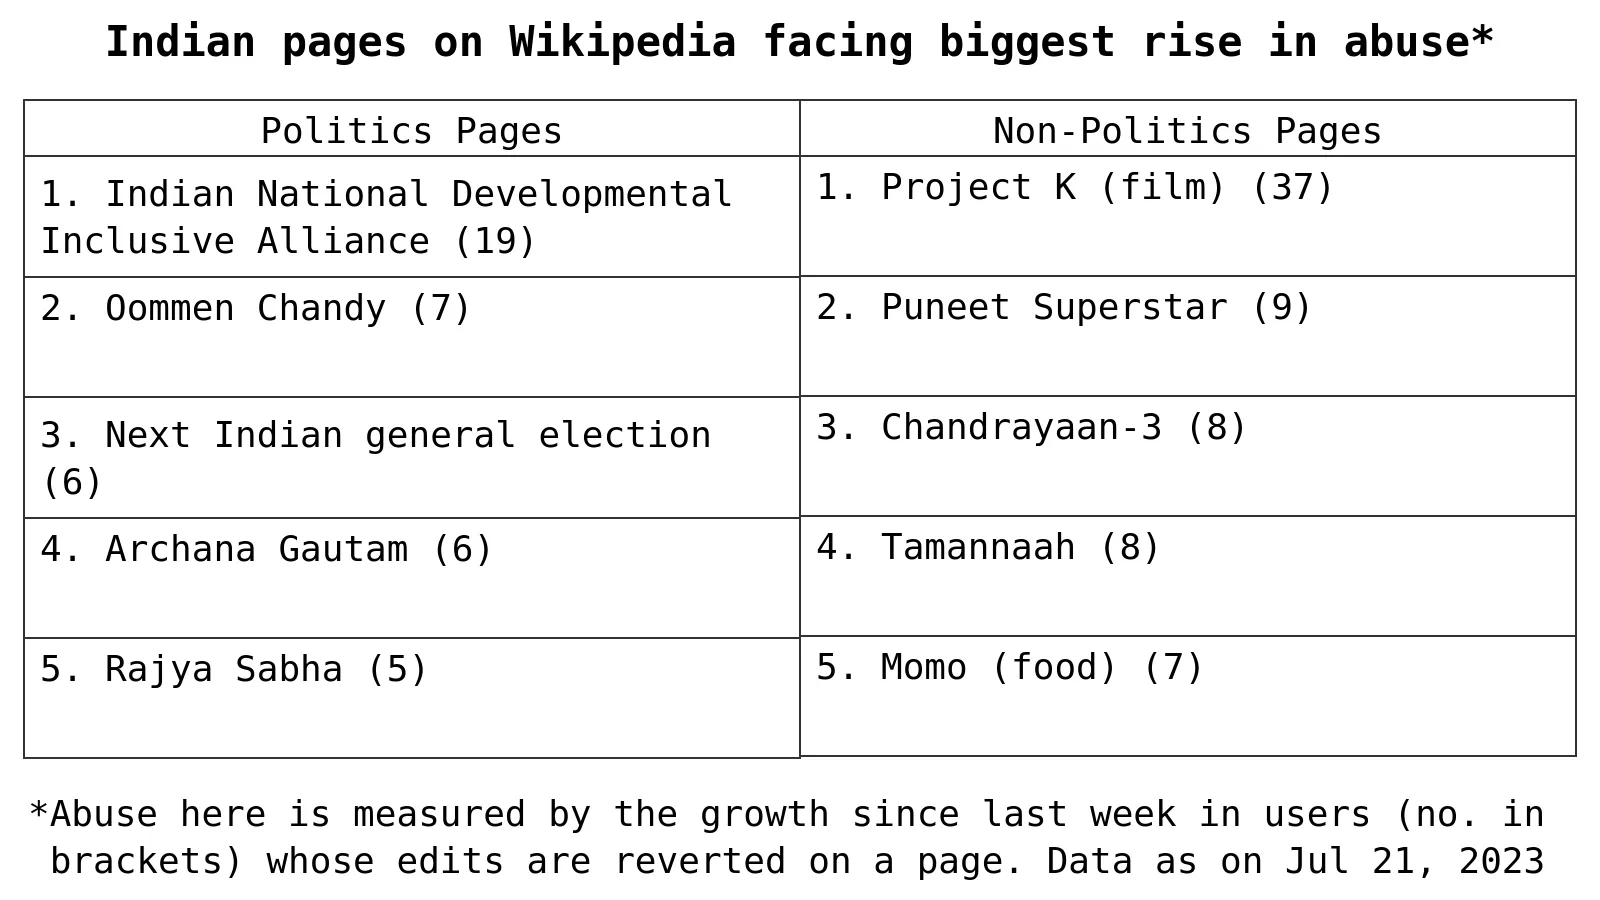 Indian pages on Wikipedia facing biggest rise in abuse*
Politics Pages
1. Indian National Developmental
Inclusive Alliance (19)
2. Oommen Chandy (7)
3. Next Indian general election
(6)
4. Archana Gautam (6)
5. Rajya Sabha (5)
Non-Politics Pages
1. Project K (film) (37)
2. Puneet Superstar (9)
3. Chandrayaan-3 (8)
4. Tamannaah (8)
5. Momo (food) (7)
*Abuse here is measured by the growth since last week in users (no. in
brackets) whose edits are reverted on a page. Data as on Jul 21, 2023